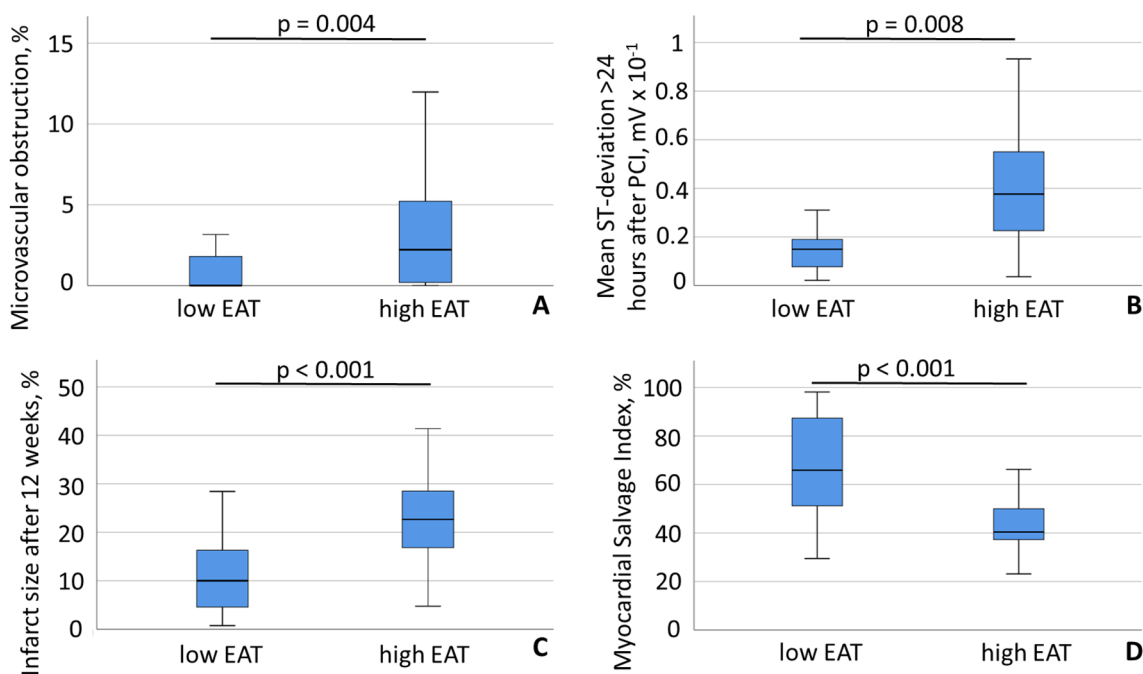 p = 0.004
Microvascular obstruction, %
15
10
5
0
low EAT
high EAT
A
p = 0.008
Mean ST-deviation >24
hours after PCI, mV x 10⁻¹
1
0.8
0.6
0.4
0.2
0
low EAT
high EAT
B
p < 0.001
Infarct size after 12 weeks, %
50
40
30
20
10
0
low EAT
high EAT
C
p < 0.001
Myocardial Salvage Index, %
100
80
60
40
20
0
low EAT
high EAT
D